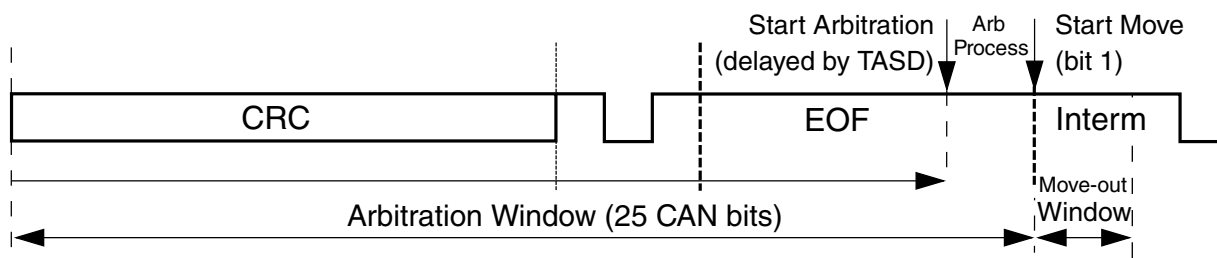 Start Arbitration
(delayed by TASD)
Arb
Process
Start Move
(bit 1)
CRC
EOF
Interm
Arbitration Window (25 CAN bits)
Move-out
Window